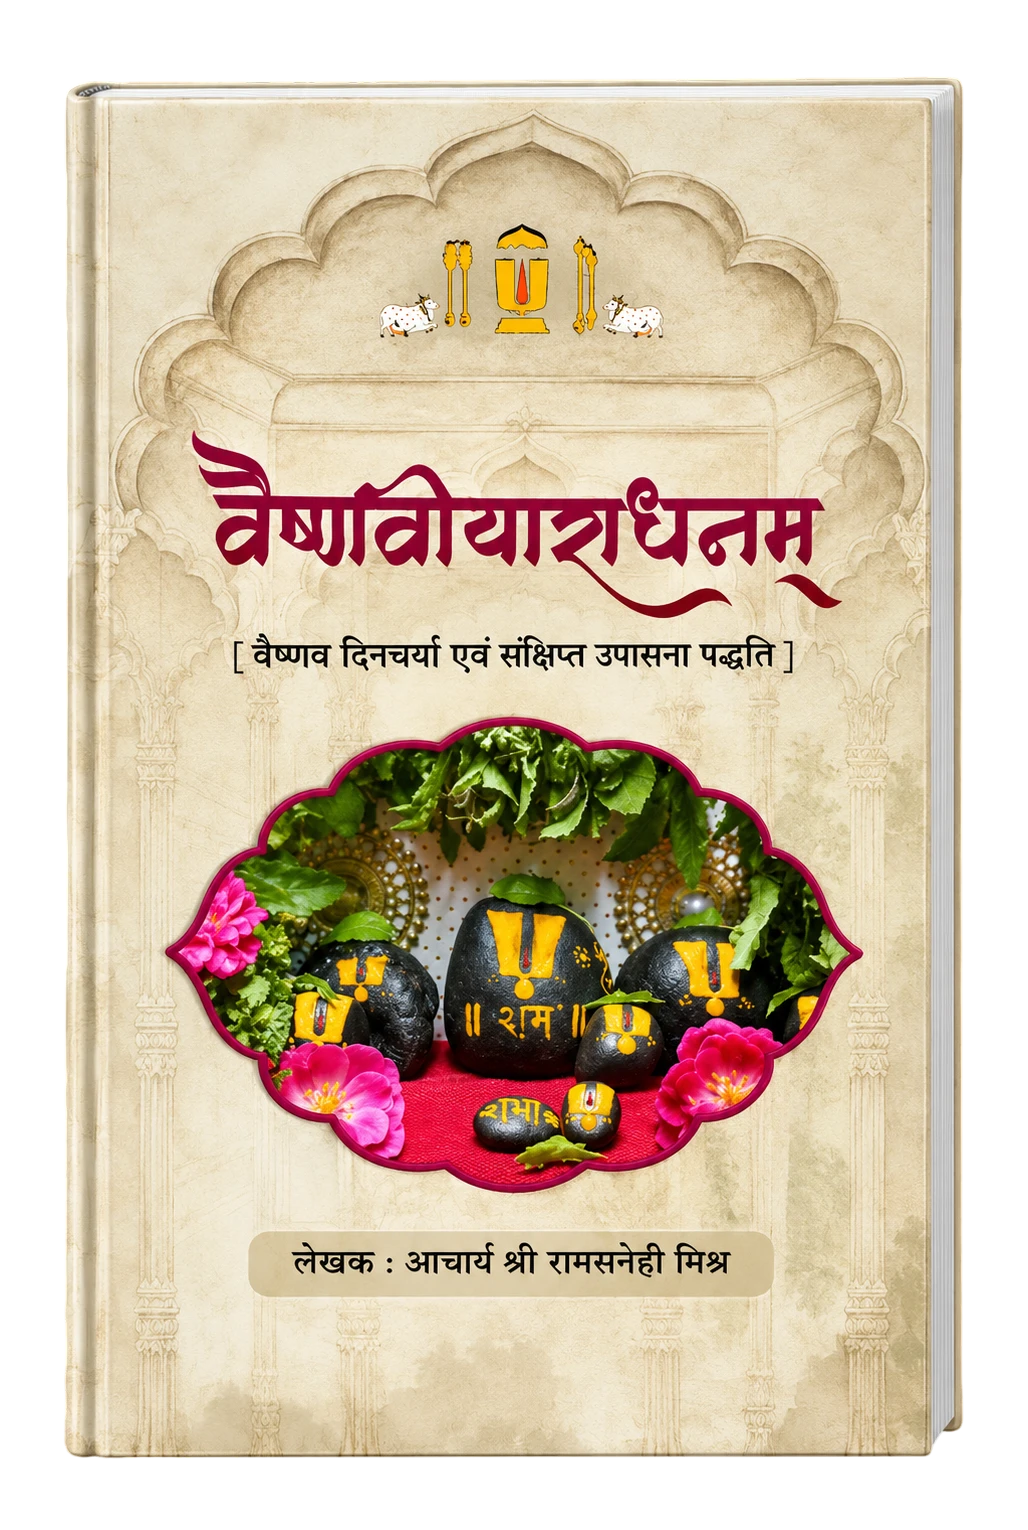 वैष्णवीयाराधनम्
[ वैष्णव दिनचर्या एवं संक्षिप्त उपासना पद्धति ]
॥ राम ॥
लेखक : आचार्य श्री रामसनेही मिश्र